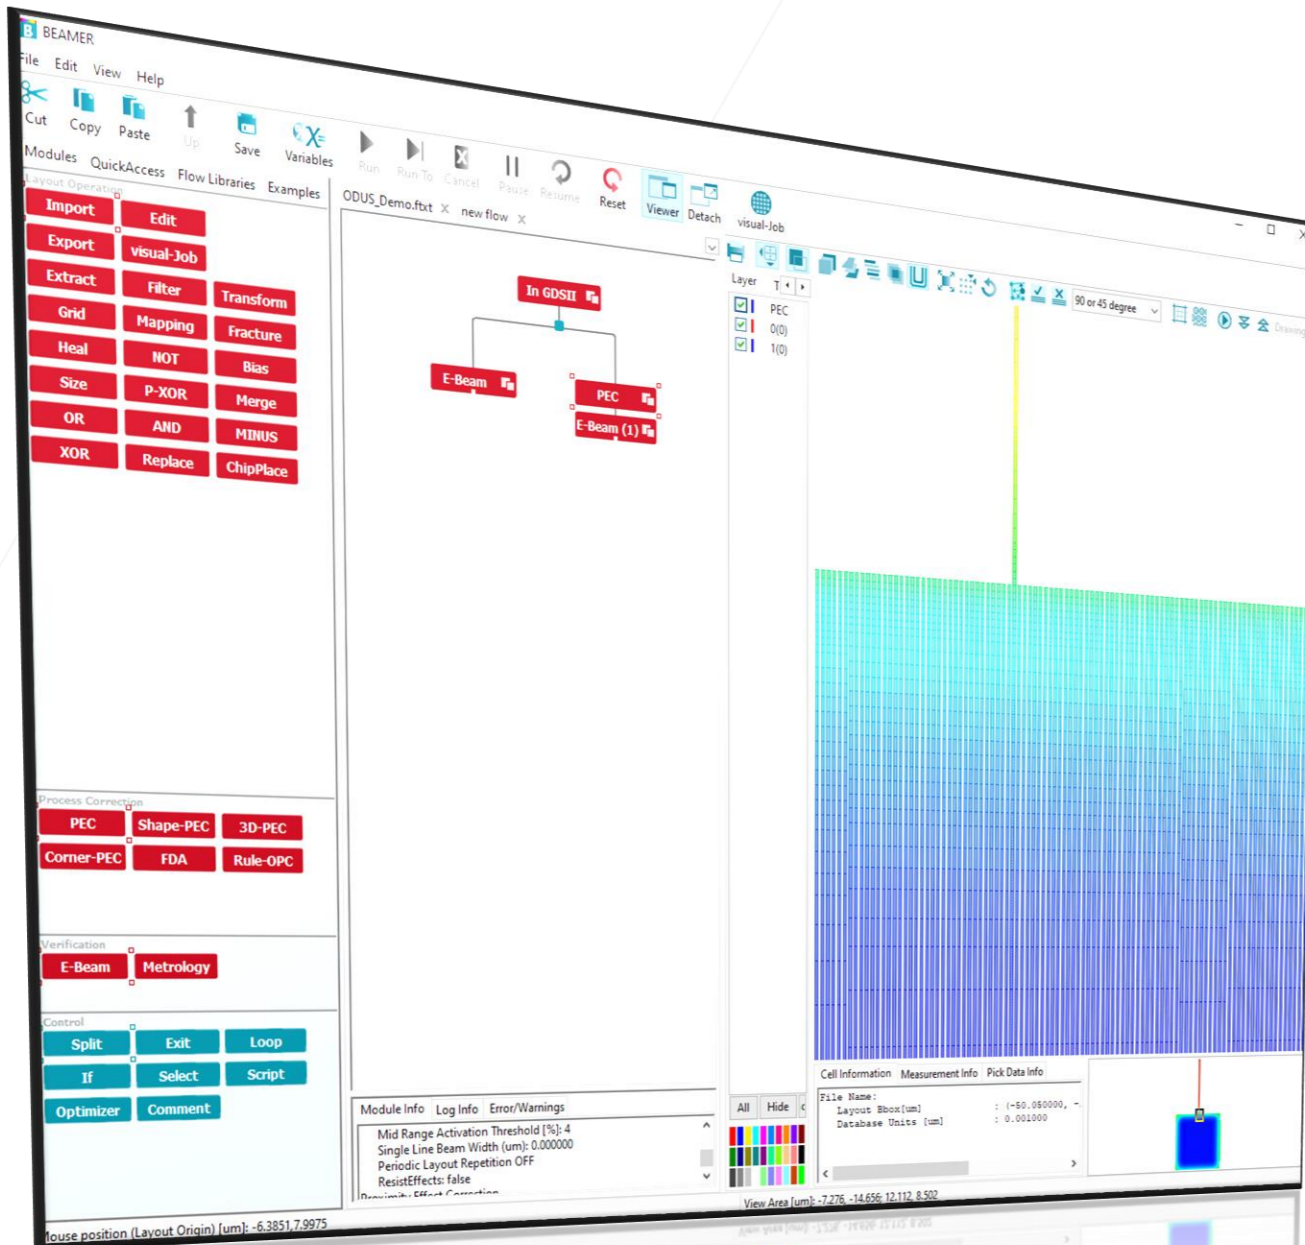 BEAMER
File Edit View Help
Cut Copy Paste Up Save Variables Run Run To Cancel Pause Resume Reset Viewer Detach visual-Job
Modules QuickAccess Flow Libraries Examples
Layout Operation
Import Edit
Export visual-Job
Extract Filter Transform
Grid Mapping Fracture
Heal NOT Bias
Size P-XOR Merge
OR AND MINUS
XOR Replace ChipPlace
Process Correction
PEC Shape-PEC 3D-PEC
Corner-PEC FDA Rule-OPC
Verification
E-Beam Metrology
Control
Split Exit Loop
If Select Script
Optimizer Comment
ODUS_Demo.ftxt X new flow X
In GDSII
E-Beam PEC
E-Beam (1)
Module Info Log Info Error/Warnings
Mid Range Activation Threshold [%]: 4
Single Line Beam Width (um): 0.000000
Periodic Layout Repetition OFF
ResistEffects: false
Proximity Effect Correction
90 or 45 degree Drawing
Layer T
PEC
0(0)
1(0)
All Hide
Cell Information Measurement Info Pick Data Info
File Name:
Layout Bbox[um] : (-50.050000, -
Database Units [um] : 0.001000
View Area [um]: -7.276, -14.656; 12.112, 8.502
Mouse position (Layout Origin) [um]: -6.3851,7.9975